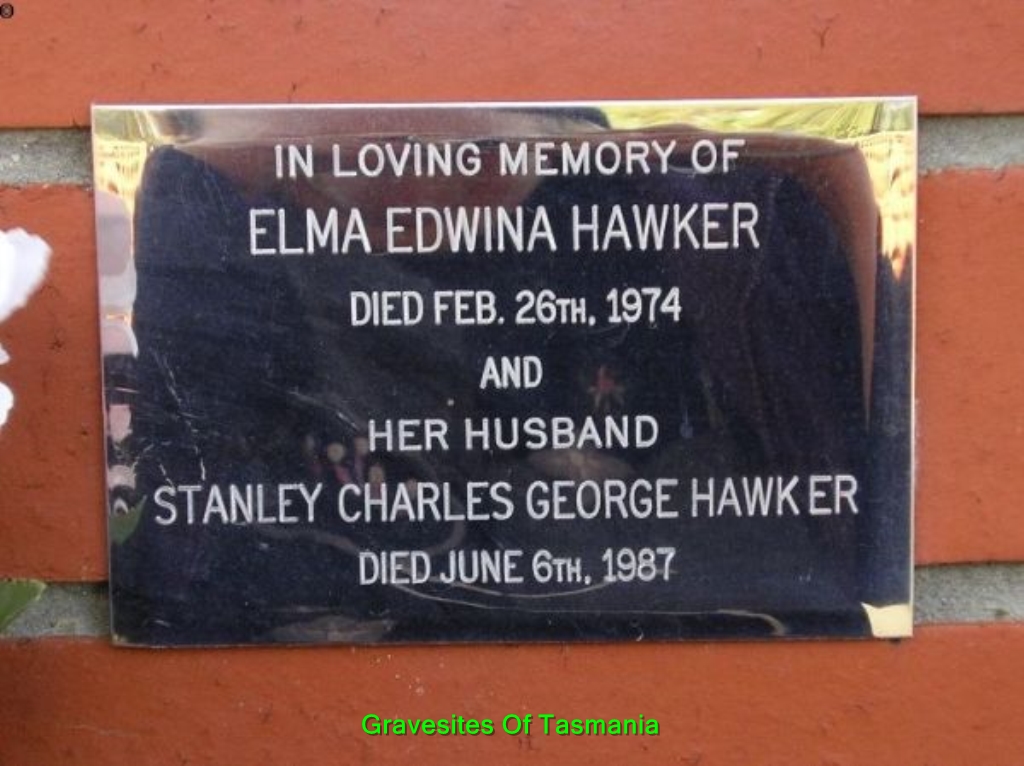 IN LOVING MEMORY OF
ELMA EDWINA HAWKER
DIED FEB. 26TH, 1974
AND
HER HUSBAND
STANLEY CHARLES GEORGE HAWKER
DIED JUNE 6TH, 1987
Gravesites Of Tasmania